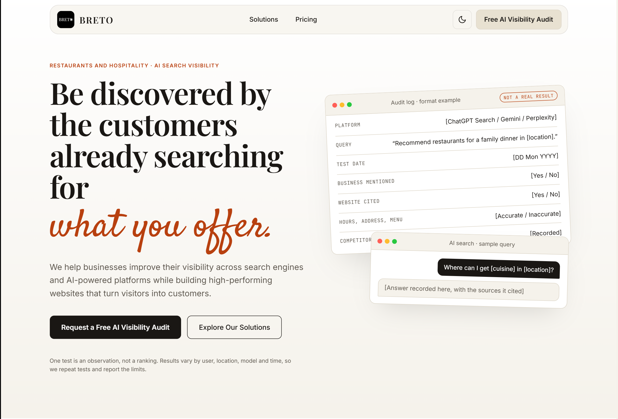 BRETO
BRETO
Solutions
Pricing
Free AI Visibility Audit
RESTAURANTS AND HOSPITALITY · AI SEARCH VISIBILITY
Be discovered by
the customers
already searching
for
what you offer.
We help businesses improve their visibility across search engines
and AI-powered platforms while building high-performing
websites that turn visitors into customers.
Request a Free AI Visibility Audit
Explore Our Solutions
One test is an observation, not a ranking. Results vary by user, location, model and time, so
we repeat tests and report the limits.
Audit log · format example
NOT A REAL RESULT
PLATFORM [ChatGPT Search / Gemini / Perplexity]
QUERY "Recommend restaurants for a family dinner in [location]."
TEST DATE [DD Mon YYYY]
BUSINESS MENTIONED [Yes / No]
WEBSITE CITED [Yes / No]
HOURS, ADDRESS, MENU [Accurate / Inaccurate]
COMPETITOR [Recorded]
AI search · sample query
Where can I get [cuisine] in [location]?
[Answer recorded here, with the sources it cited]